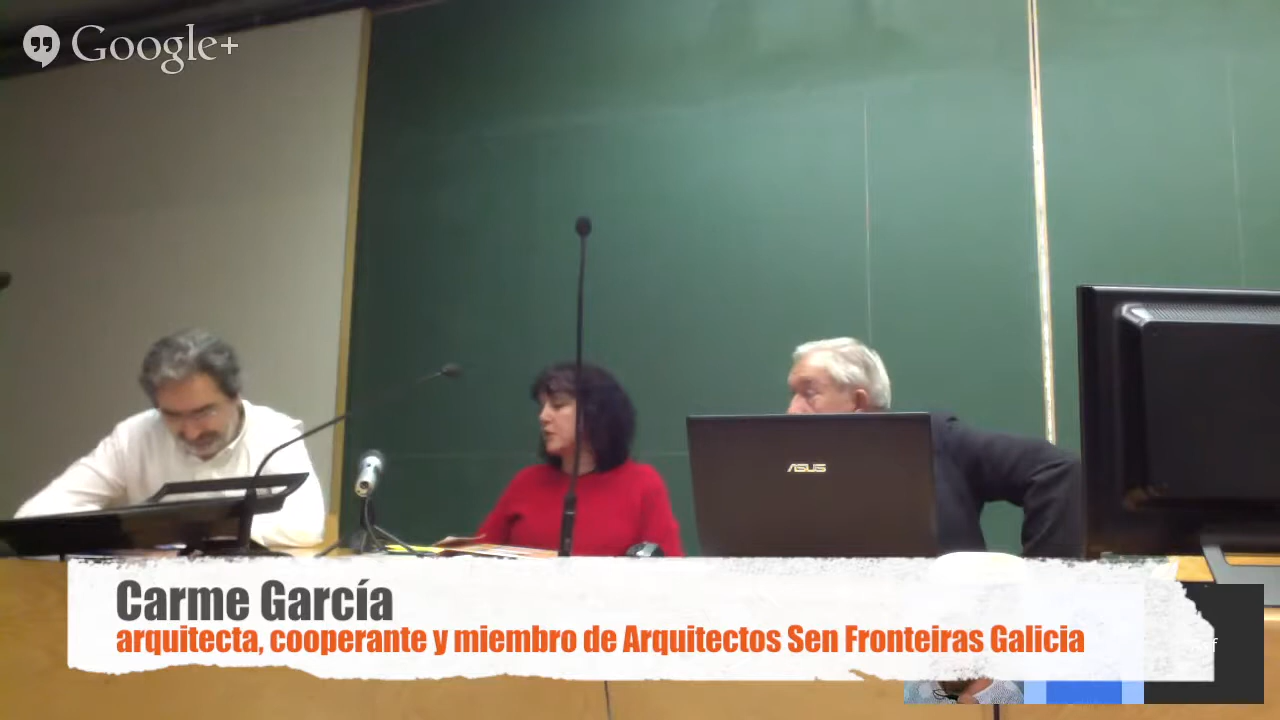 Google+
ASUS
Carme García
arquitecta, cooperante y miembro de Arquitectos Sen Fronteiras Galicia